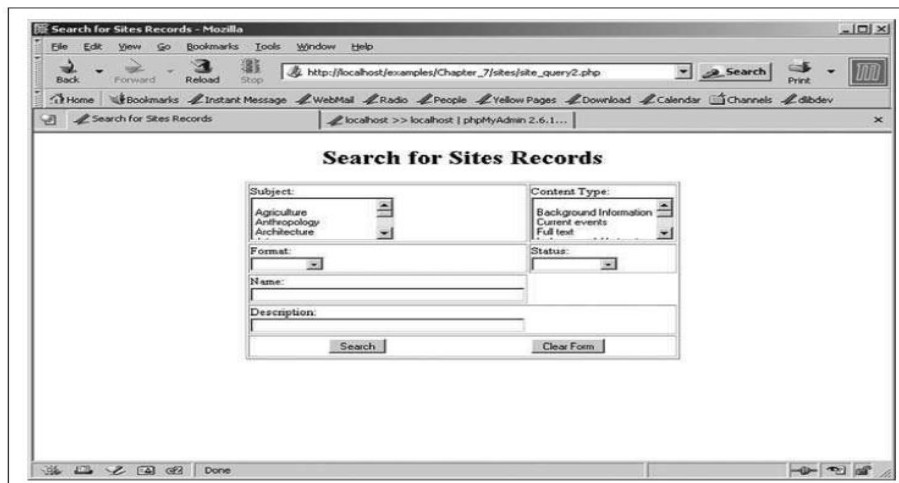 Search for Sites Records - Mozilla
File Edit View Go Bookmarks Tools Window Help
Back Forward Reload Stop http://localhost/examples/Chapter_7/sites/site_query2.php Search Print
Home Bookmarks Instant Message WebMail Radio People Yellow Pages Download Calendar Channels dlbdev
Search for Sites Records localhost >> localhost | phpMyAdmin 2.6.1...
Search for Sites Records
Subject: Content Type:
Agriculture Background Information
Anthropology Current events
Architecture Full text
Format: Status:
Name:
Description:
Search Clear Form
Done